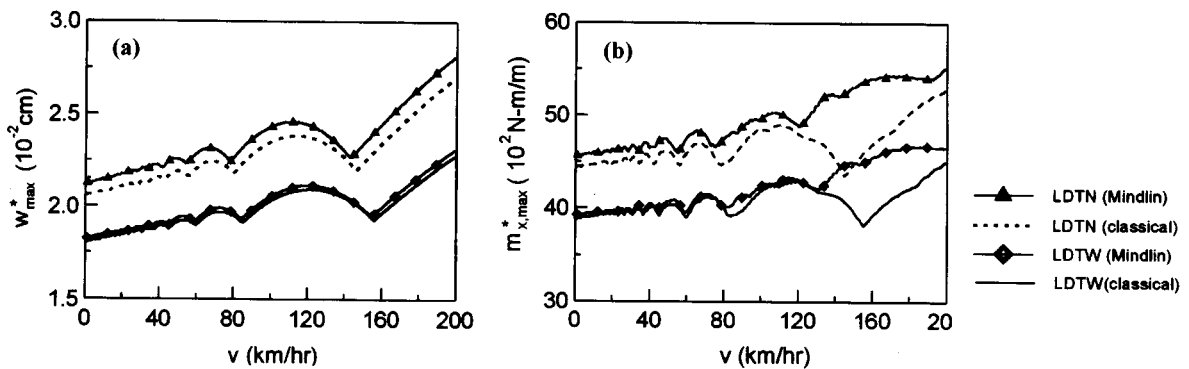 (a)
3.0
2.5
2.0
1.5
w*max (10⁻²cm)
0 40 80 120 160 200
v (km/hr)
(b)
60
50
40
30
m*x,max (10² N-m/m)
0 40 80 120 160 20
v (km/hr)
LDTN (Mindlin)
LDTN (classical)
LDTW (Mindlin)
LDTW(classical)